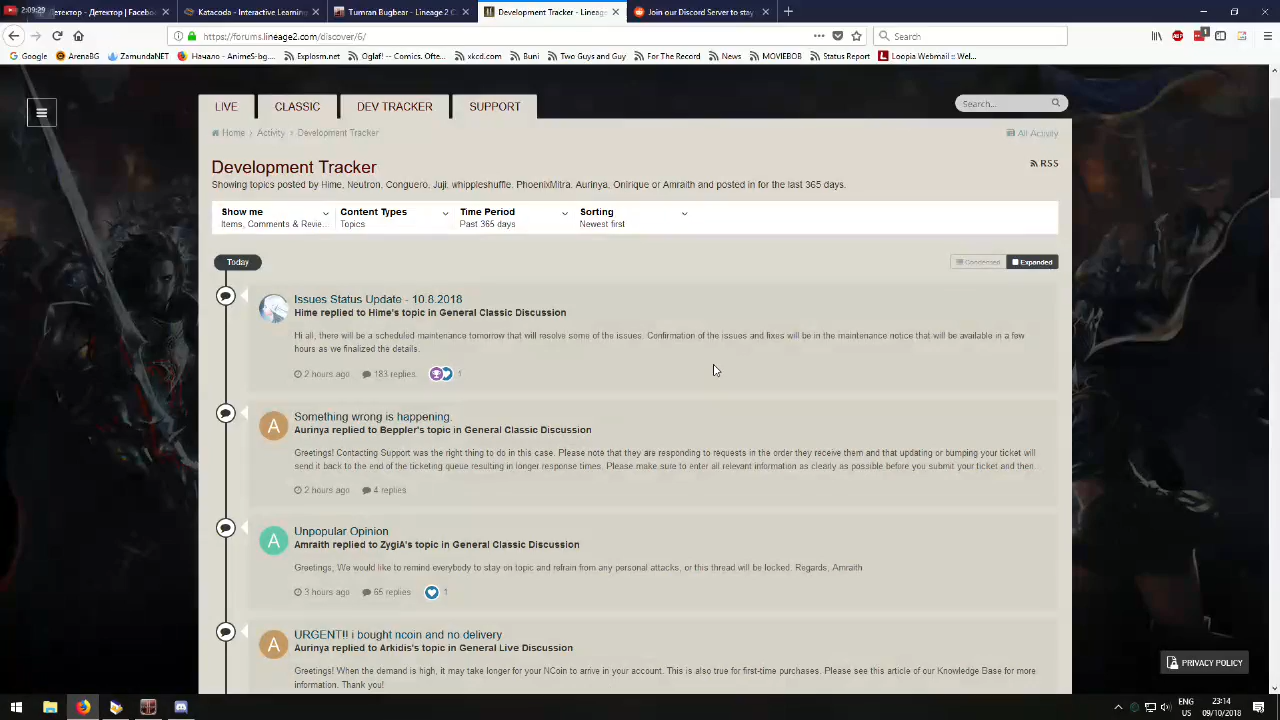 2:09:29
етектор - Детектор | Facebook
Katacoda - Interactive Learning
Tumran Bugbear - Lineage 2 C
Development Tracker - Lineage
Join our Discord Server to stay
https://forums.lineage2.com/discover/6/
Search
Google
ArenaBG
ZamundaNET
Начало - AnimeS-bg....
Explosm.net
Oglaf! -- Comics. Ofte...
xkcd.com
Buni
Two Guys and Guy
For The Record
News
MOVIEBOB
Status Report
Loopia Webmail :: Wel...
LIVE
CLASSIC
DEV TRACKER
SUPPORT
Search...
Home > Activity > Development Tracker
All Activity
Development Tracker
RSS
Showing topics posted by Hime, Neutron, Conguero, Juji, whippleshuffle, PhoenixMitra, Aurinya, Onirique or Amraith and posted in for the last 365 days.
Show me
Content Types
Time Period
Sorting
Items, Comments & Revie...
Topics
Past 365 days
Newest first
Today
Condensed
Expanded
Issues Status Update - 10.8.2018
Hime replied to Hime's topic in General Classic Discussion
Hi all, there will be a scheduled maintenance tomorrow that will resolve some of the issues. Confirmation of the issues and fixes will be in the maintenance notice that will be available in a few
hours as we finalized the details.
2 hours ago
183 replies
1
A
Something wrong is happening.
Aurinya replied to Beppler's topic in General Classic Discussion
Greetings! Contacting Support was the right thing to do in this case. Please note that they are responding to requests in the order they receive them and that updating or bumping your ticket will
send it back to the end of the ticketing queue resulting in longer response times. Please make sure to enter all relevant information as clearly as possible before you submit your ticket and then.
2 hours ago
4 replies
A
Unpopular Opinion
Amraith replied to ZygiA's topic in General Classic Discussion
Greetings, We would like to remind everybody to stay on topic and refrain from any personal attacks, or this thread will be locked. Regards, Amraith
3 hours ago
65 replies
1
A
URGENT!! i bought ncoin and no delivery
Aurinya replied to Arkidis's topic in General Live Discussion
Greetings! When the demand is high, it may take longer for your NCoin to arrive in your account. This is also true for first-time purchases. Please see this article of our Knowledge Base for more
information. Thank you!
PRIVACY POLICY
ENG
US
23:14
09/10/2018